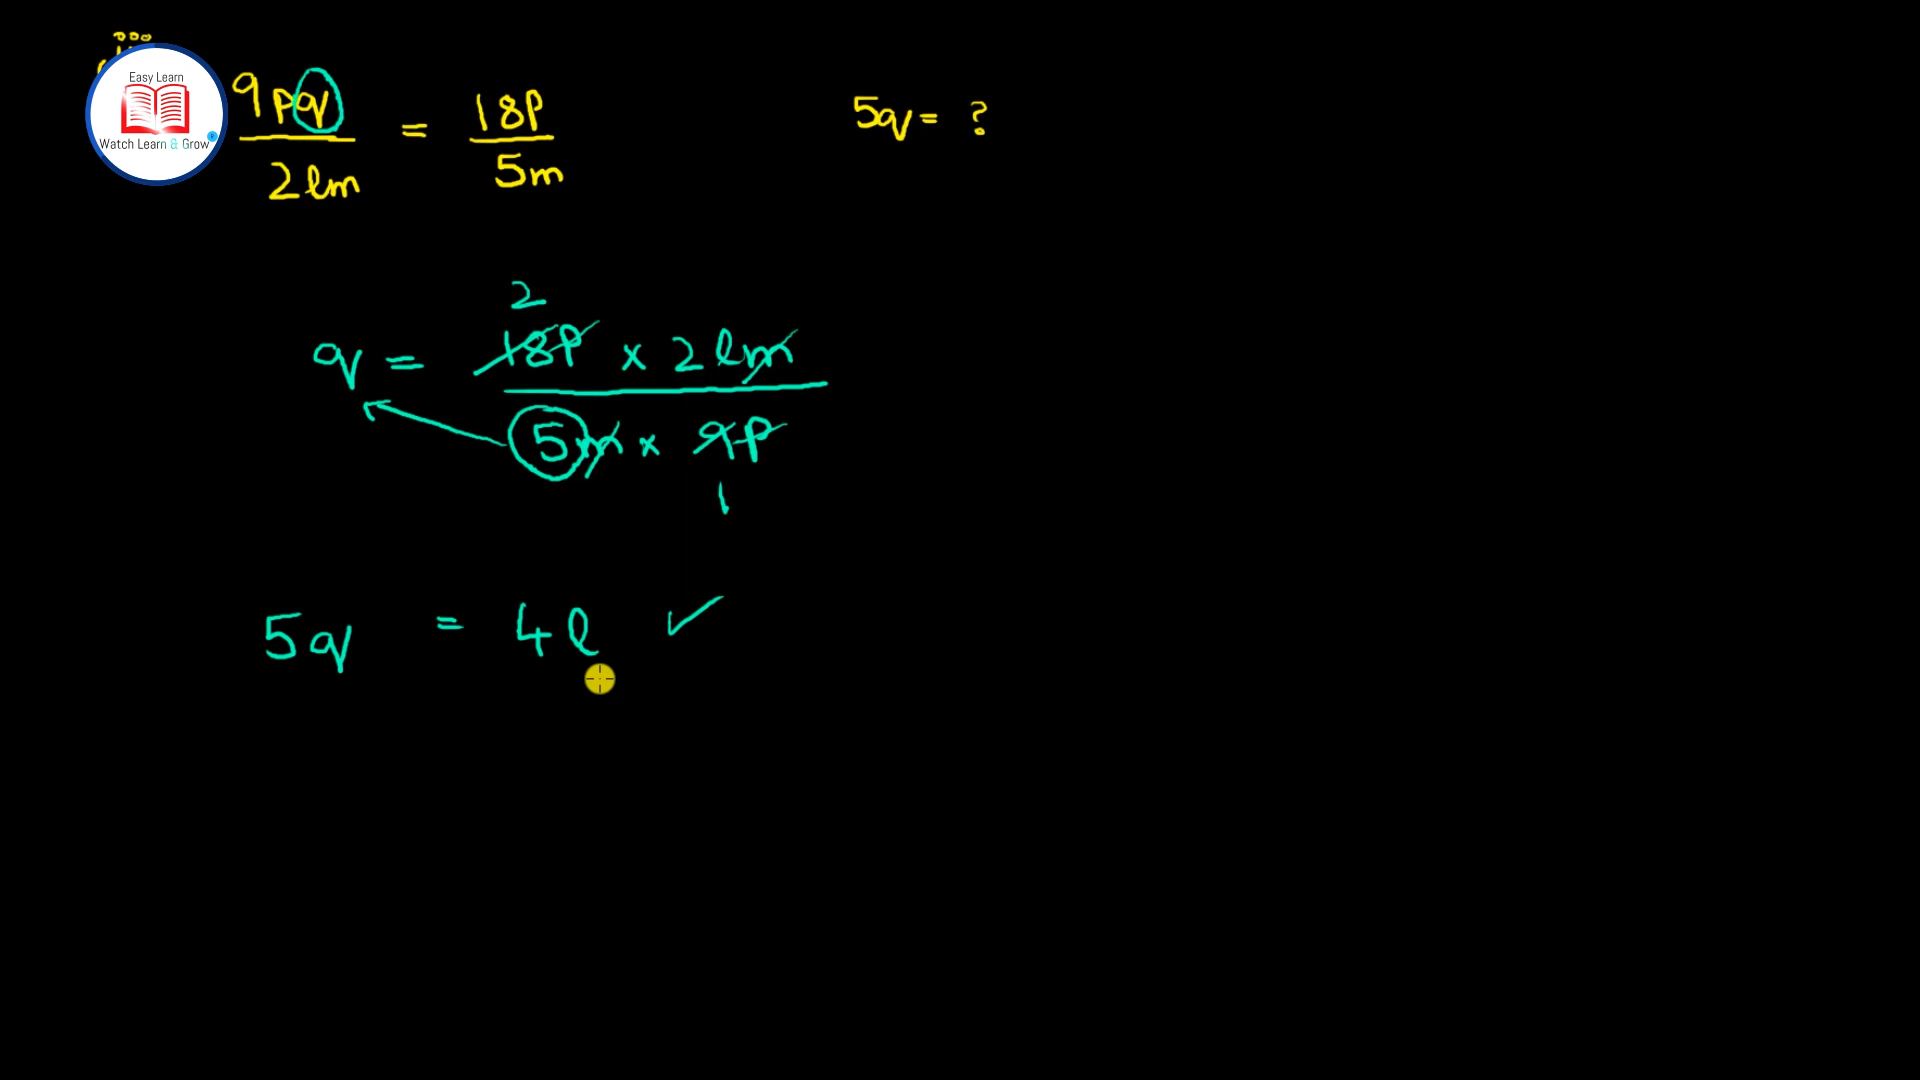 Easy Learn
Watch Learn & Grow
9pq / 2lm = 18p / 5m
5q = ?
2
q = 18p x 2lm / 5m x 9p
1
5q = 4l ✓